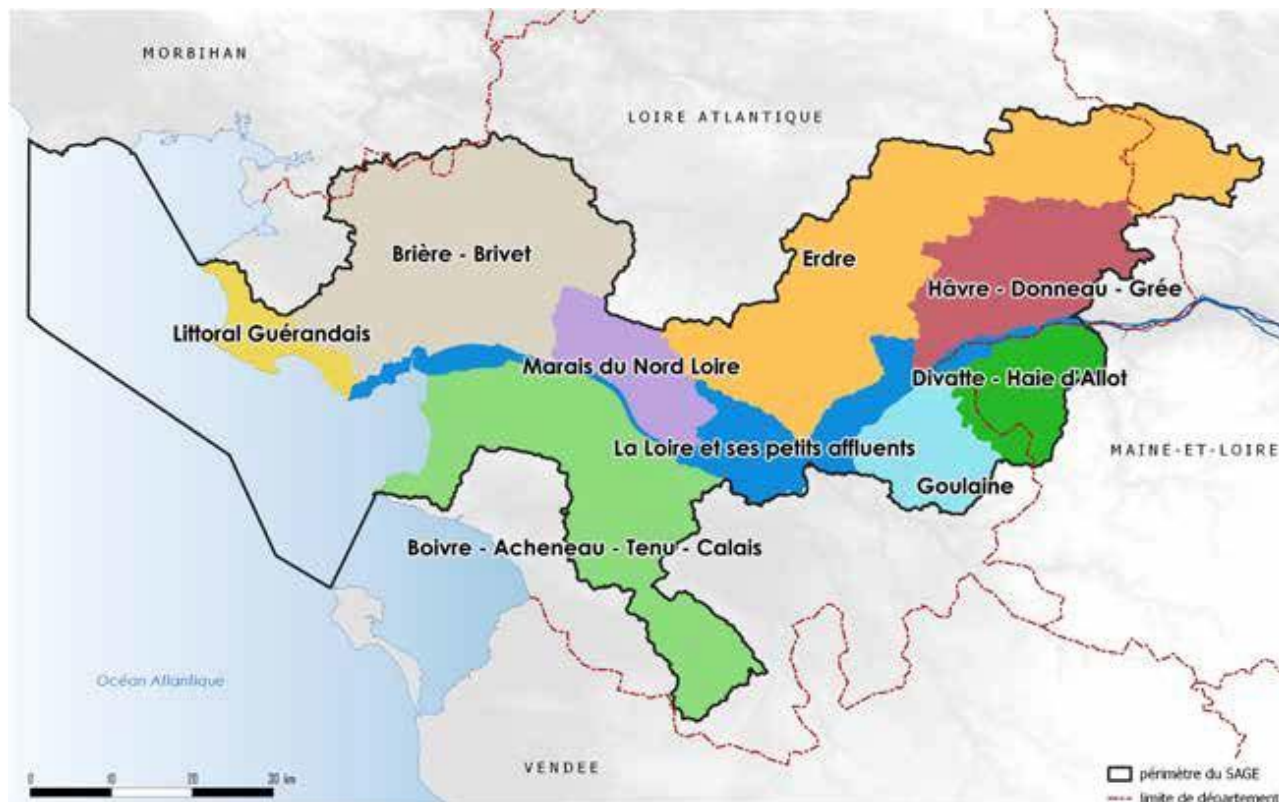 MORBIHAN
LOIRE ATLANTIQUE
Brière - Brivet
Erdre
Hâvre - Donneau - Grée
Littoral Guérandais
Marais du Nord Loire
Divatte - Haie d'Allot
La Loire et ses petits affluents
MAINE-ET-LOIRE
Goulaine
Boivre - Acheneau - Tenu - Calais
Océan Atlantique
VENDEE
0 10 20 30 km
périmètre du SAGE
limite de département